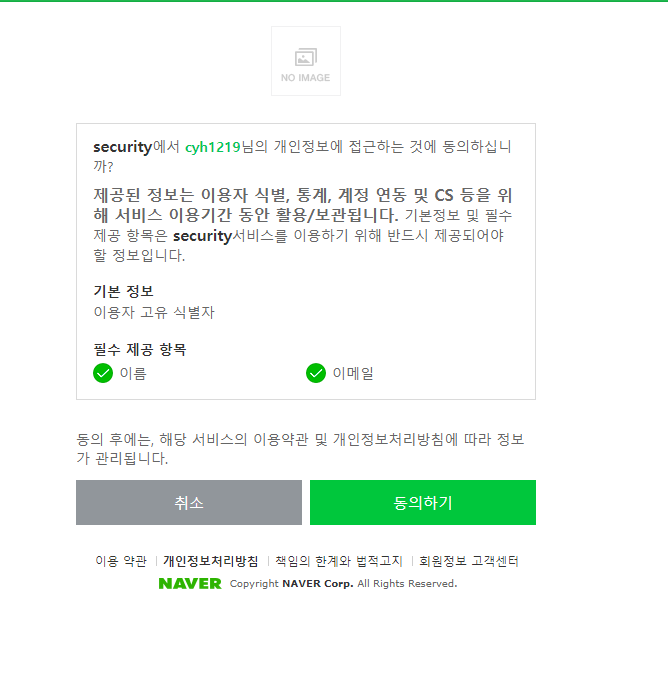 NO IMAGE
security에서 cyh1219님의 개인정보에 접근하는 것에 동의하십니
까?
제공된 정보는 이용자 식별, 통계, 계정 연동 및 CS 등을 위
해 서비스 이용기간 동안 활용/보관됩니다. 기본정보 및 필수
제공 항목은 security서비스를 이용하기 위해 반드시 제공되어야
할 정보입니다.
기본 정보
이용자 고유 식별자
필수 제공 항목
이름 이메일
동의 후에는, 해당 서비스의 이용약관 및 개인정보처리방침에 따라 정보
가 관리됩니다.
취소 동의하기
이용 약관 | 개인정보처리방침 | 책임의 한계와 법적고지 | 회원정보 고객센터
NAVER Copyright NAVER Corp. All Rights Reserved.